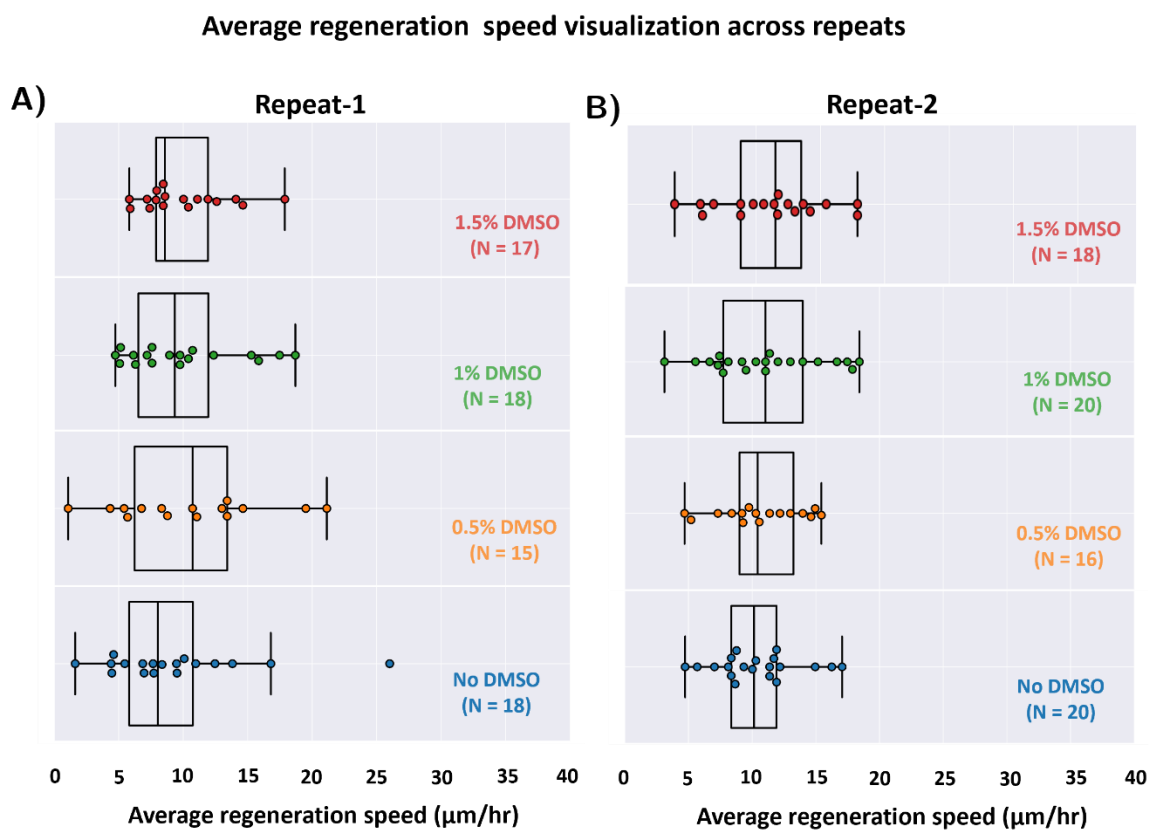 Average regeneration speed visualization across repeats
A)
Repeat-1
1.5% DMSO
(N = 17)
1% DMSO
(N = 18)
0.5% DMSO
(N = 15)
No DMSO
(N = 18)
0 5 10 15 20 25 30 35 40
Average regeneration speed (µm/hr)
B)
Repeat-2
1.5% DMSO
(N = 18)
1% DMSO
(N = 20)
0.5% DMSO
(N = 16)
No DMSO
(N = 20)
0 5 10 15 20 25 30 35 40
Average regeneration speed (µm/hr)